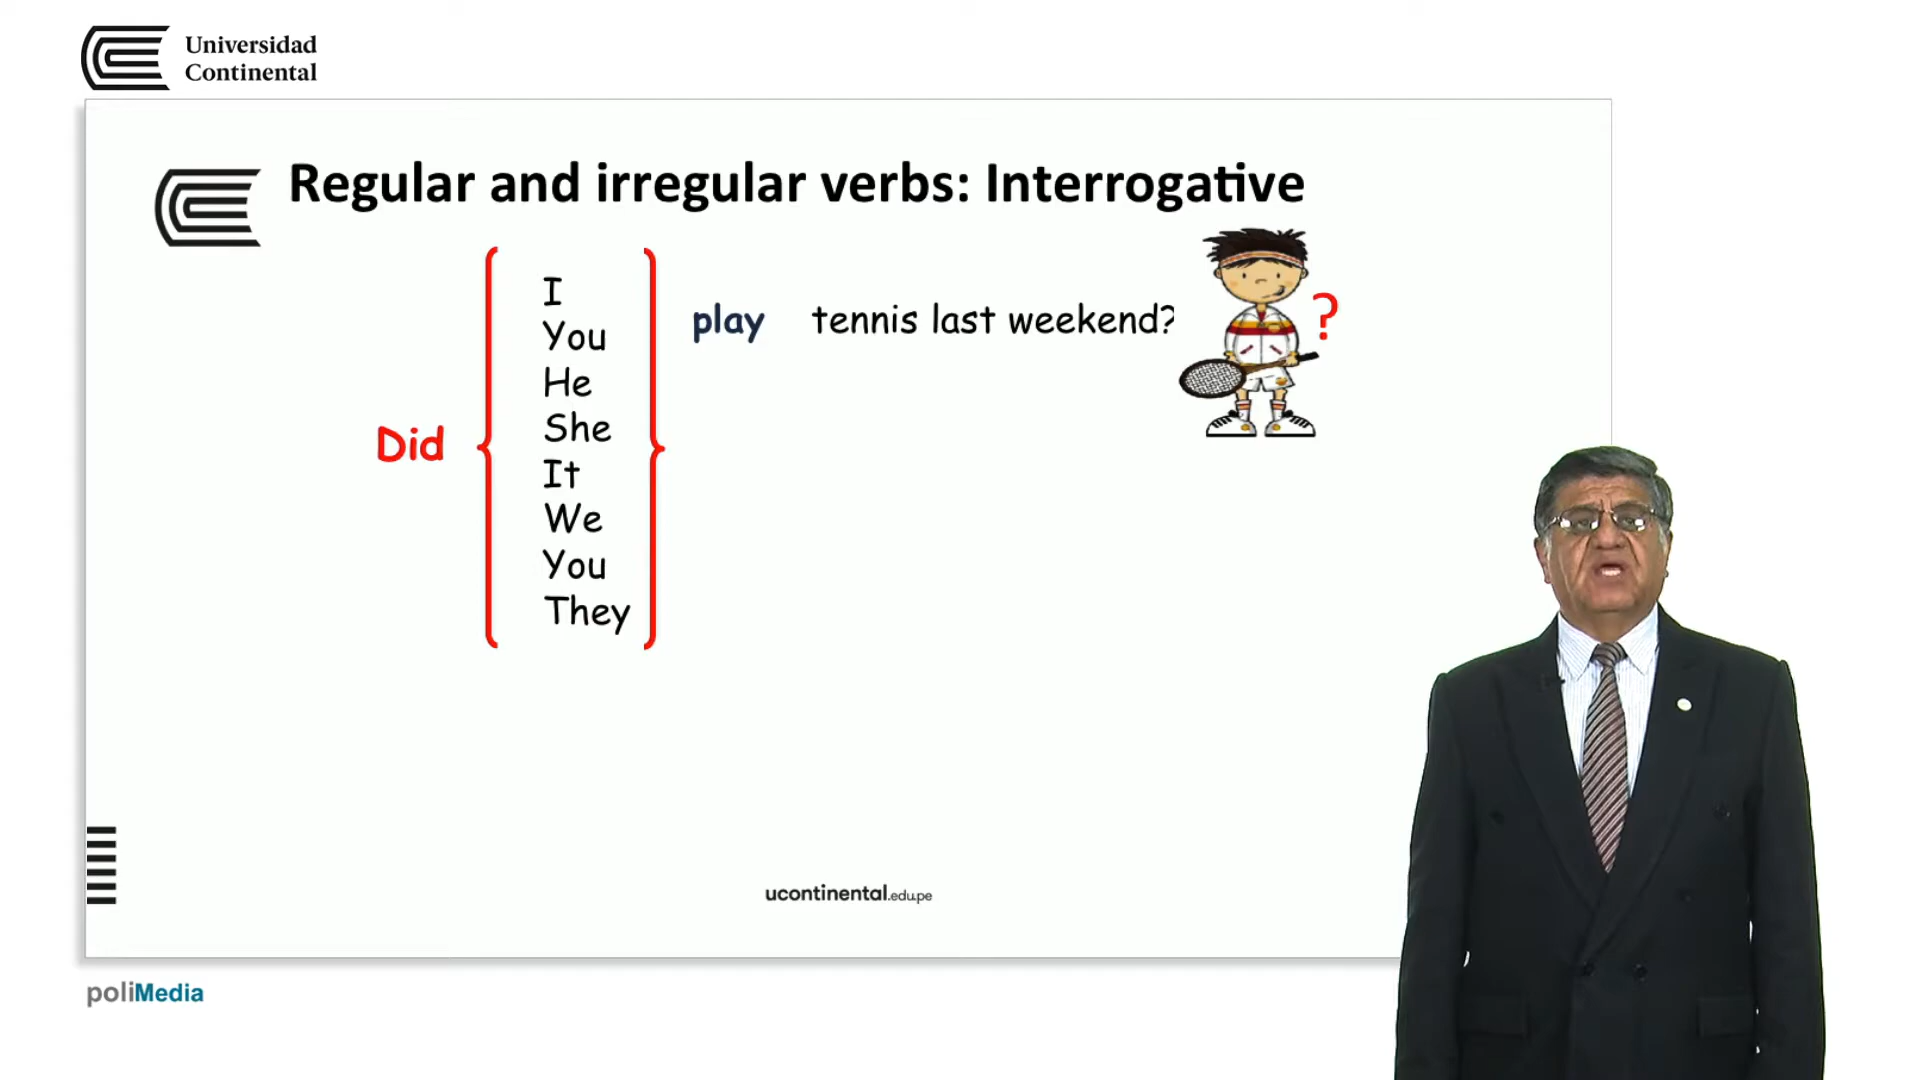 Universidad
Continental
Regular and irregular verbs: Interrogative
I
You
He
She
It
We
You
They
Did
play tennis last weekend?
?
ucontinental.edu.pe
poliMedia